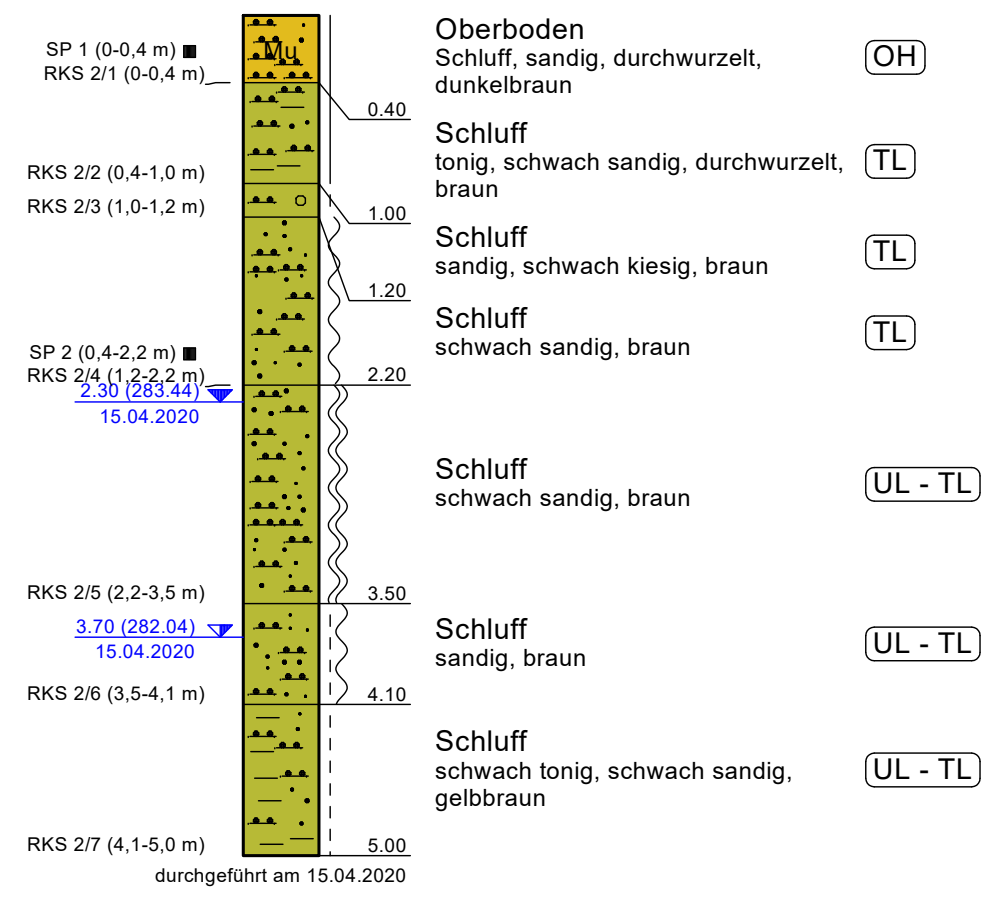 Oberboden
SP 1 (0-0,4 m)
Mu
Schluff, sandig, durchwurzelt,
OH
RKS 2/1 (0-0,4 m)
dunkelbraun
0.40
Schluff
tonig, schwach sandig, durchwurzelt,
TL
RKS 2/2 (0,4-1,0 m)
braun
RKS 2/3 (1,0-1,2 m)
1.00
Schluff
sandig, schwach kiesig, braun
TL
1.20
Schluff
schwach sandig, braun
TL
SP 2 (0,4-2,2 m)
RKS 2/4 (1,2-2,2 m)
2.20
2.30 (283.44)
15.04.2020
Schluff
schwach sandig, braun
UL - TL
RKS 2/5 (2,2-3,5 m)
3.50
3.70 (282.04)
15.04.2020
Schluff
sandig, braun
UL - TL
RKS 2/6 (3,5-4,1 m)
4.10
Schluff
schwach tonig, schwach sandig,
gelbbraun
UL - TL
RKS 2/7 (4,1-5,0 m)
5.00
durchgeführt am 15.04.2020